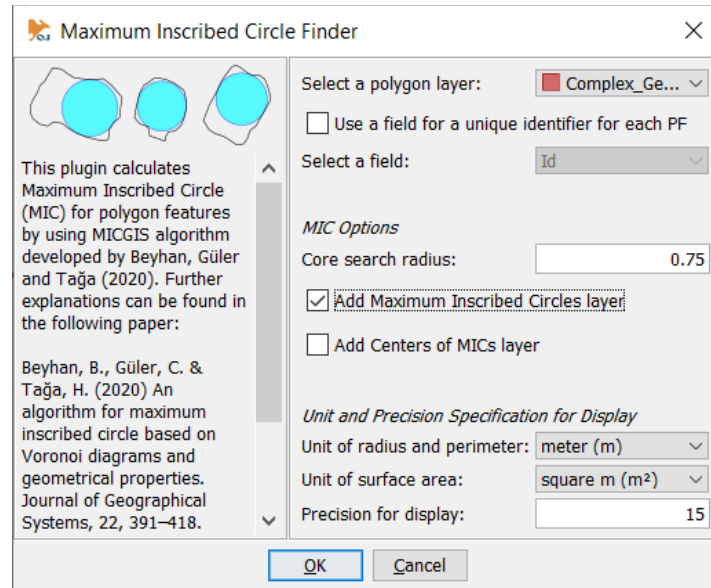 Maximum Inscribed Circle Finder
This plugin calculates
Maximum Inscribed Circle
(MIC) for polygon features
by using MICGIS algorithm
developed by Beyhan, Güler
and Tağa (2020). Further
explanations can be found in
the following paper:
Beyhan, B., Güler, C. &
Tağa, H. (2020) An
algorithm for maximum
inscribed circle based on
Voronoi diagrams and
geometrical properties.
Journal of Geographical
Systems, 22, 391–418.
Select a polygon layer: Complex_Ge...
Use a field for a unique identifier for each PF
Select a field: Id
MIC Options
Core search radius: 0.75
Add Maximum Inscribed Circles layer
Add Centers of MICs layer
Unit and Precision Specification for Display
Unit of radius and perimeter: meter (m)
Unit of surface area: square m (m²)
Precision for display: 15
OK Cancel